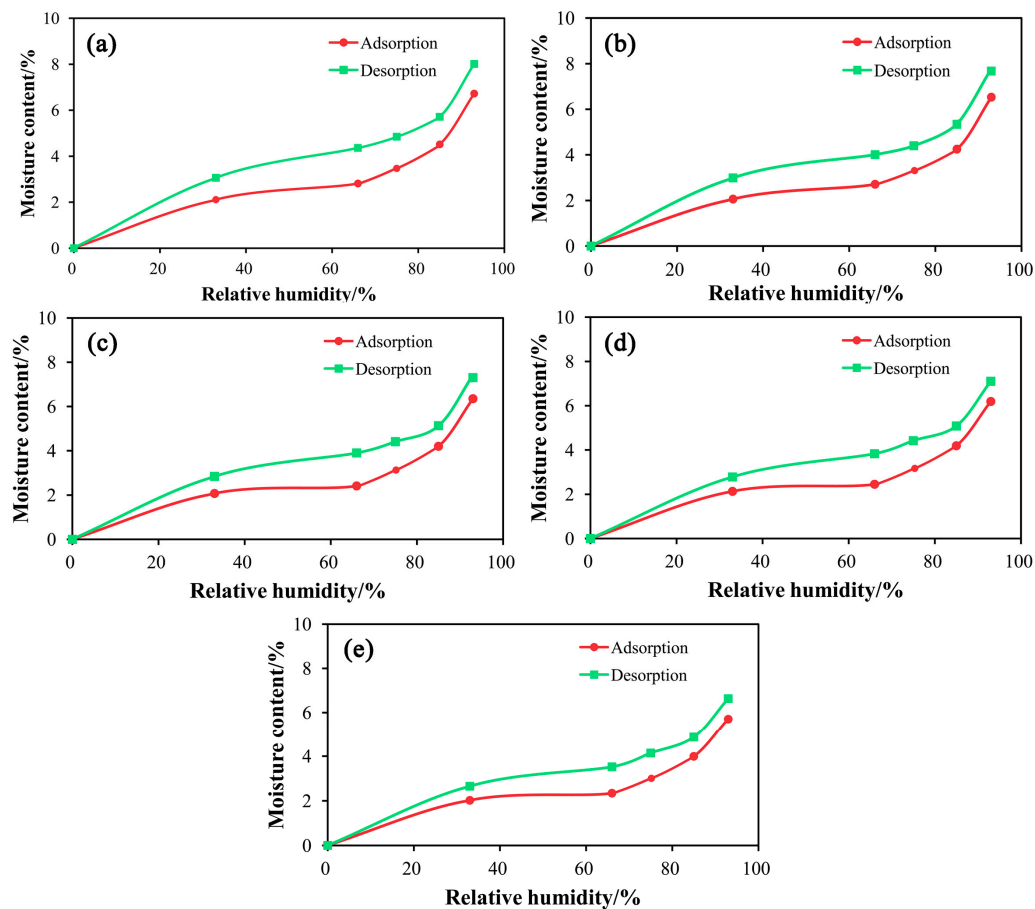 (a)
Adsorption
Desorption
Moisture content/%
10
8
6
4
2
0
0 20 40 60 80 100
Relative humidity/%
(b)
Adsorption
Desorption
Moisture content/%
10
8
6
4
2
0
0 20 40 60 80 100
Relative humidity/%
(c)
Adsorption
Desorption
Moisture content/%
10
8
6
4
2
0
0 20 40 60 80 100
Relative humidity/%
(d)
Adsorption
Desorption
Moisture content/%
10
8
6
4
2
0
0 20 40 60 80 100
Relative humidity/%
(e)
Adsorption
Desorption
Moisture content/%
10
8
6
4
2
0
0 20 40 60 80 100
Relative humidity/%